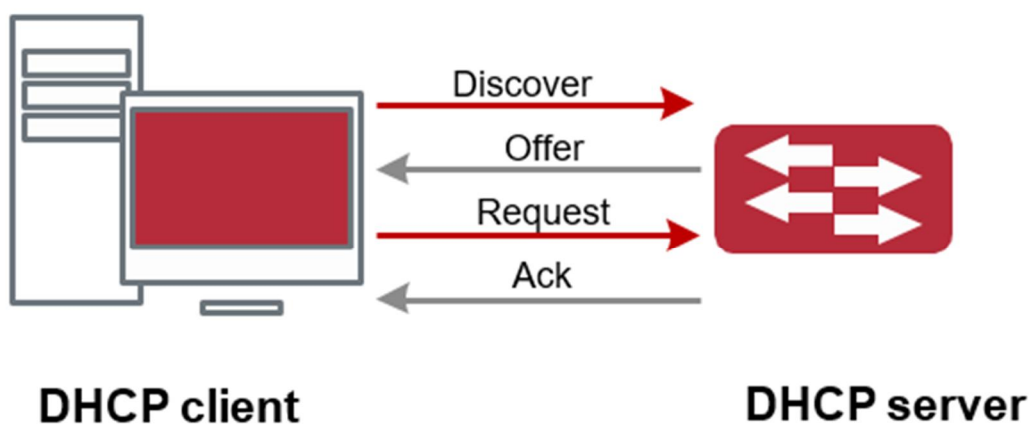 Discover
Offer
Request
Ack
DHCP client
DHCP server